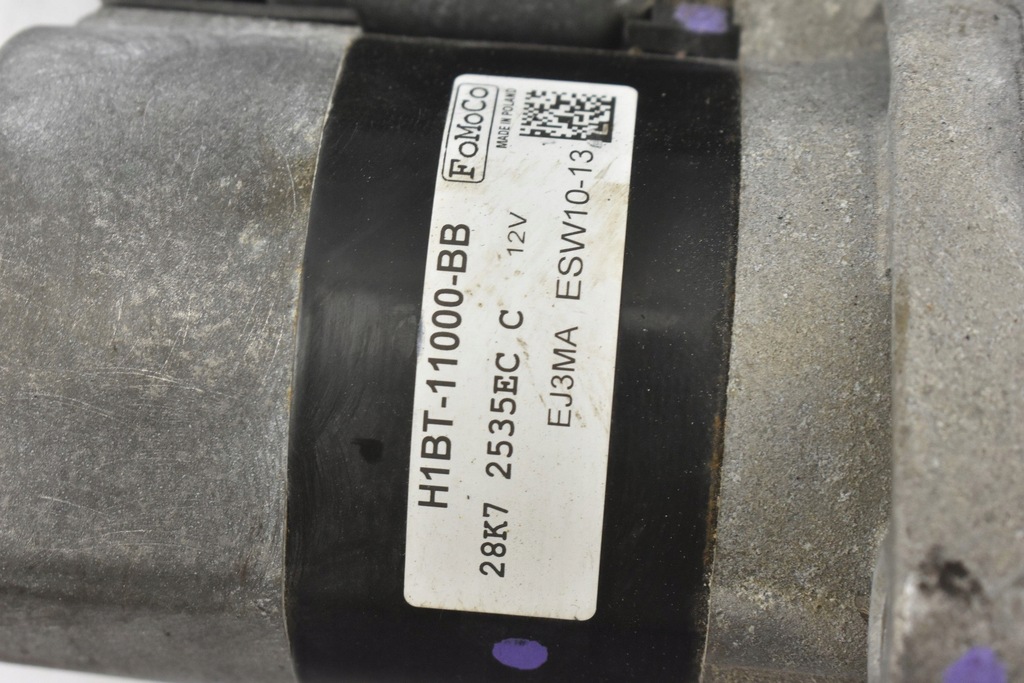 FoMoCo
MADE IN POLAND
H1BT-11000-BB
28K7 2535EC C 12V
EJ3MA ESW10-13